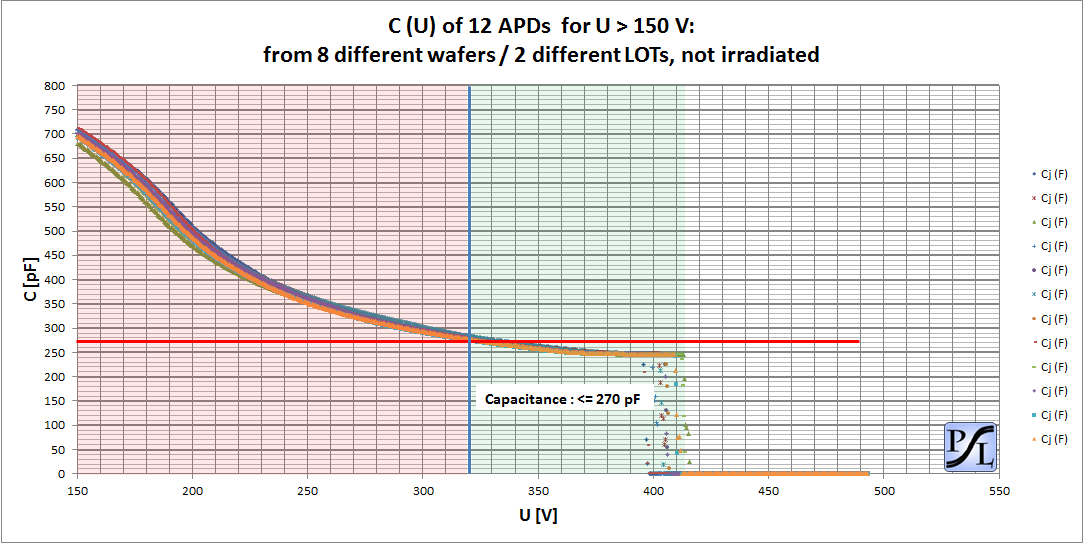 C (U) of 12 APDs for U > 150 V:
from 8 different wafers / 2 different LOTs, not irradiated
800
750
700
650
600
550
500
450
400
350
300
250
200
150
100
50
0
C [pF]
150
200
250
300
350
400
450
500
550
U [V]
Capacitance : <= 270 pF
Cj (F)
Cj (F)
Cj (F)
Cj (F)
Cj (F)
Cj (F)
Cj (F)
Cj (F)
Cj (F)
Cj (F)
Cj (F)
Cj (F)
PSL